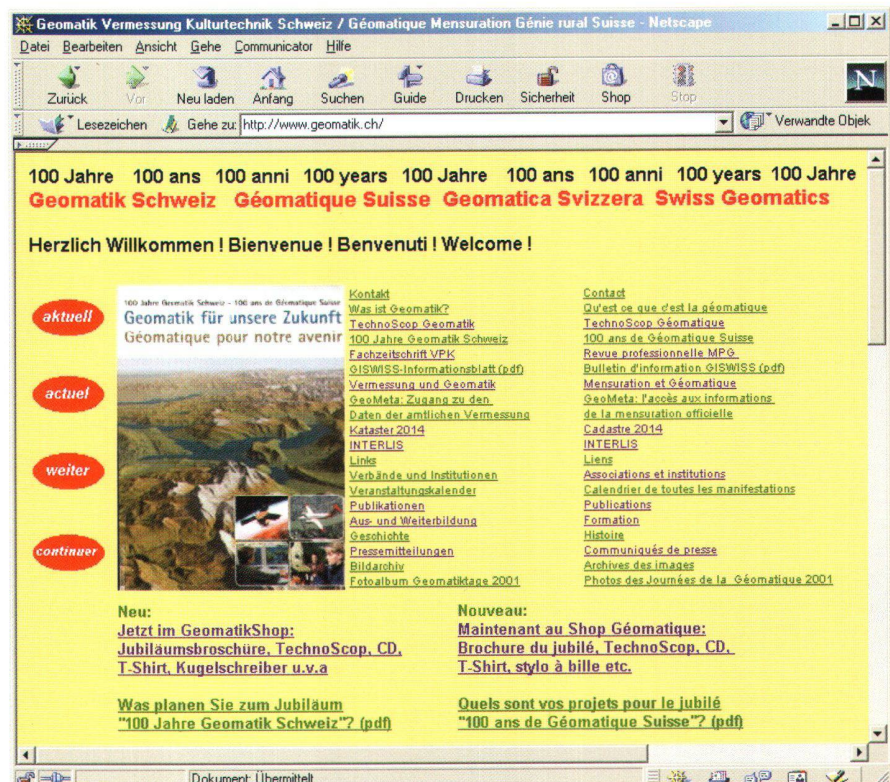 Geomatik Vermessung Kulturtechnik Schweiz / Géomatique Mensuration Génie rural Suisse - Netscape
Datei Bearbeiten Ansicht Gehe Communicator Hilfe
Zurück Vor Neu laden Anfang Suchen Guide Drucken Sicherheit Shop Stop
N
Lesezeichen Gehe zu: http://www.geomatik.ch/ Verwandte Objek
100 Jahre 100 ans 100 anni 100 years 100 Jahre 100 ans 100 anni 100 years 100 Jahre
Geomatik Schweiz Géomatique Suisse Geomatica Svizzera Swiss Geomatics
Herzlich Willkommen ! Bienvenue ! Benvenuti ! Welcome !
aktuell
actuel
weiter
continuer
100 Jahre Geomatik Schweiz - 100 ans de Géomatique Suisse
Geomatik für unsere Zukunft
Géomatique pour notre avenir
Kontakt
Was ist Geomatik?
TechnoScop Geomatik
100 Jahre Geomatik Schweiz
Fachzeitschrift VPK
GISWISS-Informationsblatt (pdf)
Vermessung und Geomatik
GeoMeta: Zugang zu den
Daten der amtlichen Vermessung
Kataster 2014
INTERLIS
Links
Verbände und Institutionen
Veranstaltungskalender
Publikationen
Aus- und Weiterbildung
Geschichte
Pressemitteilungen
Bildarchiv
Fotoalbum Geomatiktage 2001
Contact
Qu'est ce que c'est la géomatique
TechnoScop Géomatique
100 ans de Géomatique Suisse
Revue professionnelle MPG
Bulletin d'information GISWISS (pdf)
Mensuration et Géomatique
GeoMeta: l'accès aux informations
de la mensuration officielle
Cadastre 2014
INTERLIS
Liens
Associations et institutions
Calendrier de toutes les manifestations
Publications
Formation
Histoire
Communiqués de presse
Archives des images
Photos des Journées de la Géomatique 2001
Neu:
Jetzt im GeomatikShop:
Jubiläumsbroschüre, TechnoScop, CD,
T-Shirt, Kugelschreiber u.v.a
Was planen Sie zum Jubiläum
"100 Jahre Geomatik Schweiz"? (pdf)
Nouveau:
Maintenant au Shop Géomatique:
Brochure du jubilé, TechnoScop, CD,
T-Shirt, stylo à bille etc.
Quels sont vos projets pour le jubilé
"100 ans de Géomatique Suisse"? (pdf)
Dokument: Übermittelt